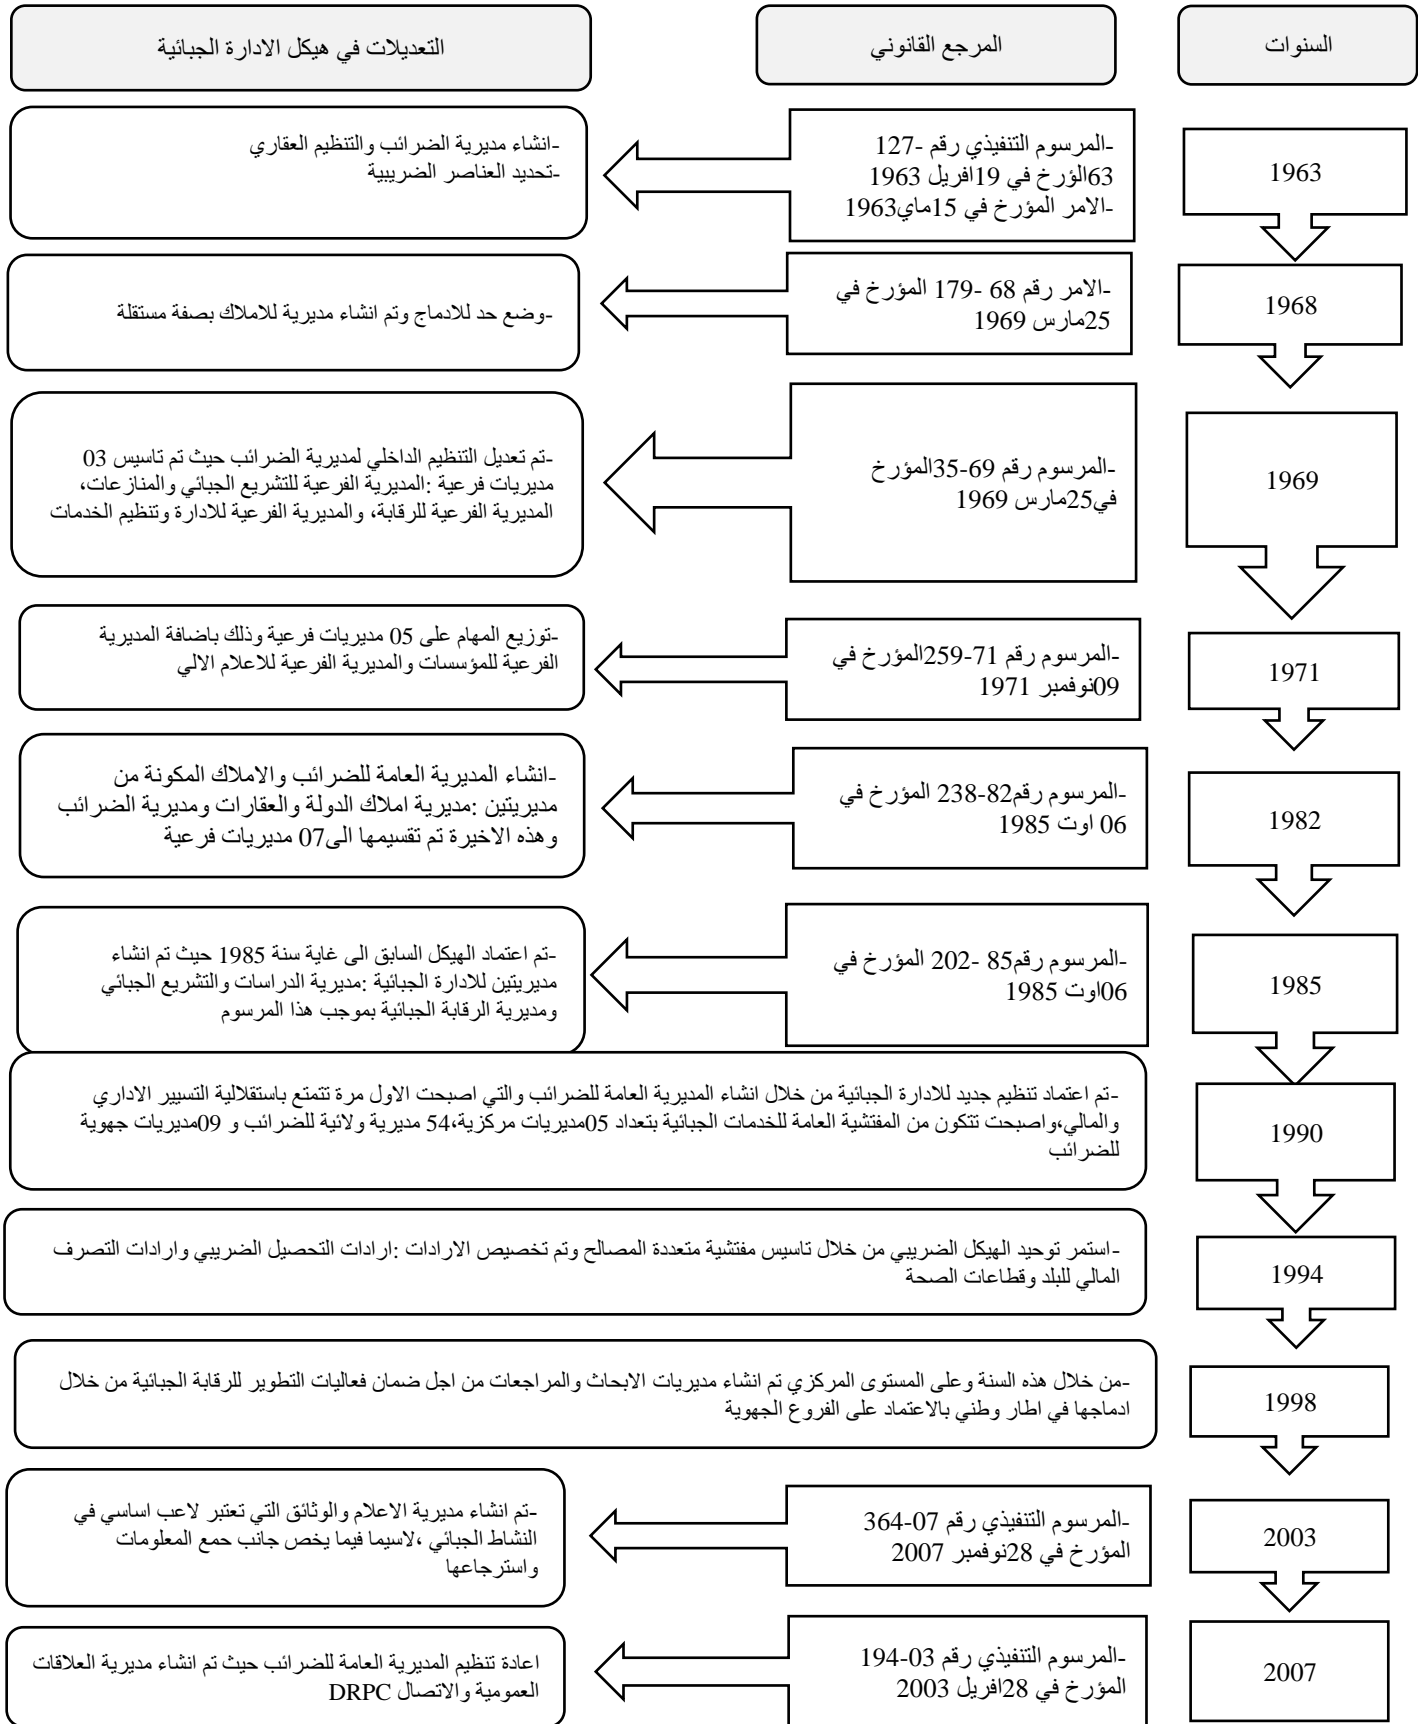 السنوات
المرجع القانوني
التعديلات في هيكل الادارة الجبائية
1963
-المرسوم التنفيذي رقم -127
63الؤرخ في 19افريل 1963
-الامر المؤرخ في 15ماي1963
-انشاء مديرية الضرائب والتنظيم العقاري
-تحديد العناصر الضريبية
1968
-الامر رقم 68 -179 المؤرخ في
25مارس 1969
-وضع حد للادماج وتم انشاء مديرية للاملاك بصفة مستقلة
1969
-المرسوم رقم 69-35المؤرخ
في25مارس 1969
-تم تعديل التنظيم الداخلي لمديرية الضرائب حيث تم تاسيس 03
مديريات فرعية :المديرية الفرعية للتشريع الجبائي والمنازعات،
المديرية الفرعية للرقابة، والمديرية الفرعية للادارة وتنظيم الخدمات
1971
-المرسوم رقم 71-259المؤرخ في
09نوفمبر 1971
-توزيع المهام على 05 مديريات فرعية وذلك باضافة المديرية
الفرعية للمؤسسات والمديرية الفرعية للاعلام الالي
1982
-المرسوم رقم82-238 المؤرخ في
06 اوت 1985
-انشاء المديرية العامة للضرائب والاملاك المكونة من
مديريتين :مديرية املاك الدولة والعقارات ومديرية الضرائب
وهذه الاخيرة تم تقسيمها الى07 مديريات فرعية
1985
-المرسوم رقم85 -202 المؤرخ في
06اوت 1985
-تم اعتماد الهيكل السابق الى غاية سنة 1985 حيث تم انشاء
مديريتين للادارة الجبائية :مديرية الدراسات والتشريع الجبائي
ومديرية الرقابة الجبائية بموجب هذا المرسوم
1990
-تم اعتماد تنظيم جديد للادارة الجبائية من خلال انشاء المديرية العامة للضرائب والتي اصبحت الاول مرة تتمتع باستقلالية التسيير الاداري
والمالي،واصبحت تتكون من المفتشية العامة للخدمات الجبائية بتعداد 05مديريات مركزية،54 مديرية ولائية للضرائب و 09مديريات جهوية
للضرائب
1994
-استمر توحيد الهيكل الضريبي من خلال تاسيس مفتشية متعددة المصالح وتم تخصيص الارادات :ارادات التحصيل الضريبي وارادات التصرف
المالي للبلد وقطاعات الصحة
1998
-من خلال هذه السنة وعلى المستوى المركزي تم انشاء مديريات الابحاث والمراجعات من اجل ضمان فعاليات التطوير للرقابة الجبائية من خلال
ادماجها في اطار وطني بالاعتماد على الفروع الجهوية
2003
-المرسوم التنفيذي رقم 07-364
المؤرخ في 28نوفمبر 2007
-تم انشاء مديرية الاعلام والوثائق التي تعتبر لاعب اساسي في
النشاط الجبائي ،لاسيما فيما يخص جانب حمع المعلومات
واسترجاعها
2007
-المرسوم التنفيذي رقم 03-194
المؤرخ في 28افريل 2003
اعادة تنظيم المديرية العامة للضرائب حيث تم انشاء مديرية العلاقات
العمومية والاتصال DRPC